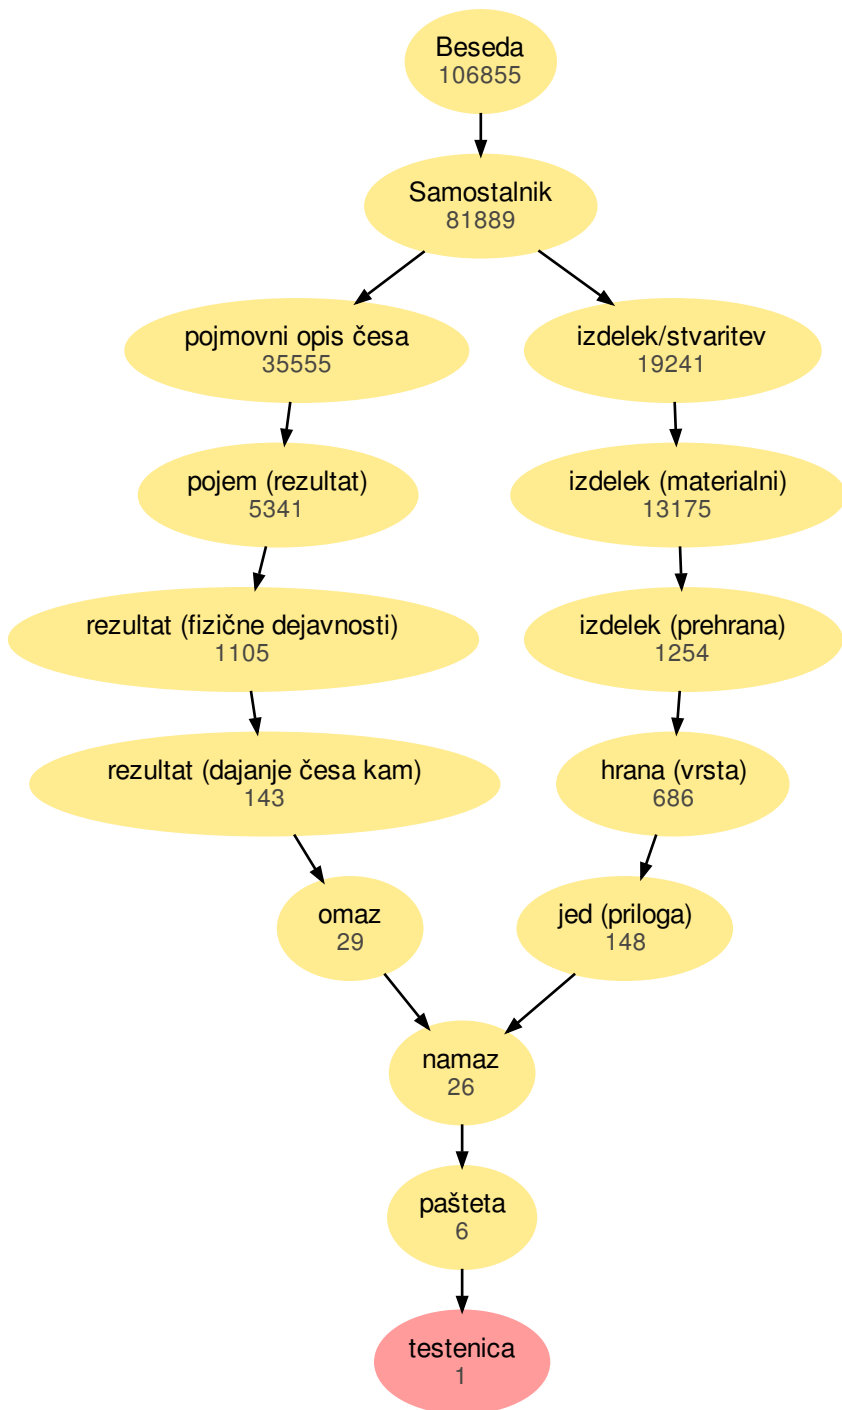 Beseda
106855
Samostalnik
81889
pojmovni opis česa
35555
izdelek/stvaritev
19241
pojem (rezultat)
5341
izdelek (materialni)
13175
rezultat (fizične dejavnosti)
1105
izdelek (prehrana)
1254
rezultat (dajanje česa kam)
143
hrana (vrsta)
686
omaz
29
jed (priloga)
148
namaz
26
pašteta
6
testenica
1